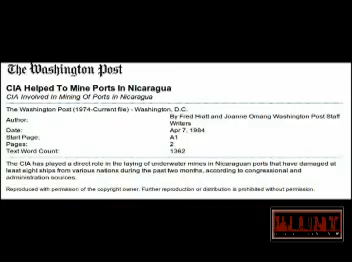 The Washington Post
CIA Helped To Mine Ports In Nicaragua
CIA Involved In Mining Of Ports in Nicaragua
The Washington Post (1974-Current file) - Washington, D.C.
Author: By Fred Hiatt and Joanne Omang Washington Post Staff Writers
Date: Apr 7, 1984
Start Page: A1
Pages: 2
Text Word Count: 1362
The CIA has played a direct role in the laying of underwater mines in Nicaraguan ports that have damaged at
least eight ships from various nations during the past two months, according to congressional and
administration sources.
Reproduced with permission of the copyright owner. Further reproduction or distribution is prohibited without permission.